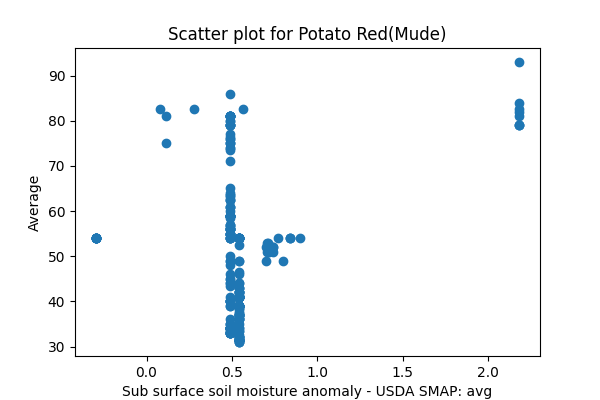 Scatter plot for Potato Red(Mude)
90
80
70
60
50
40
30
Average
0.0 0.5 1.0 1.5 2.0
Sub surface soil moisture anomaly - USDA SMAP: avg